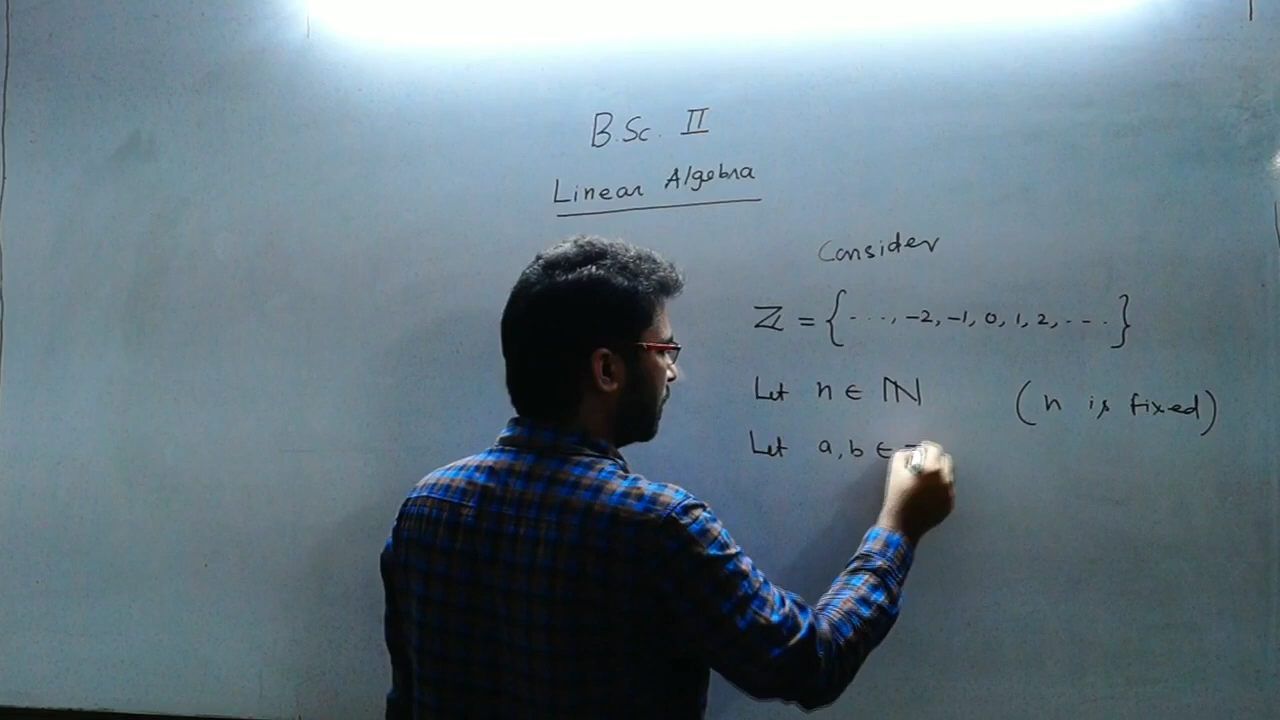 B.Sc. II
Linear Algebra
Consider
ℤ = { ...., -2, -1, 0, 1, 2, .... }
Let n ∈ ℕ (n is fixed)
Let a, b ∈